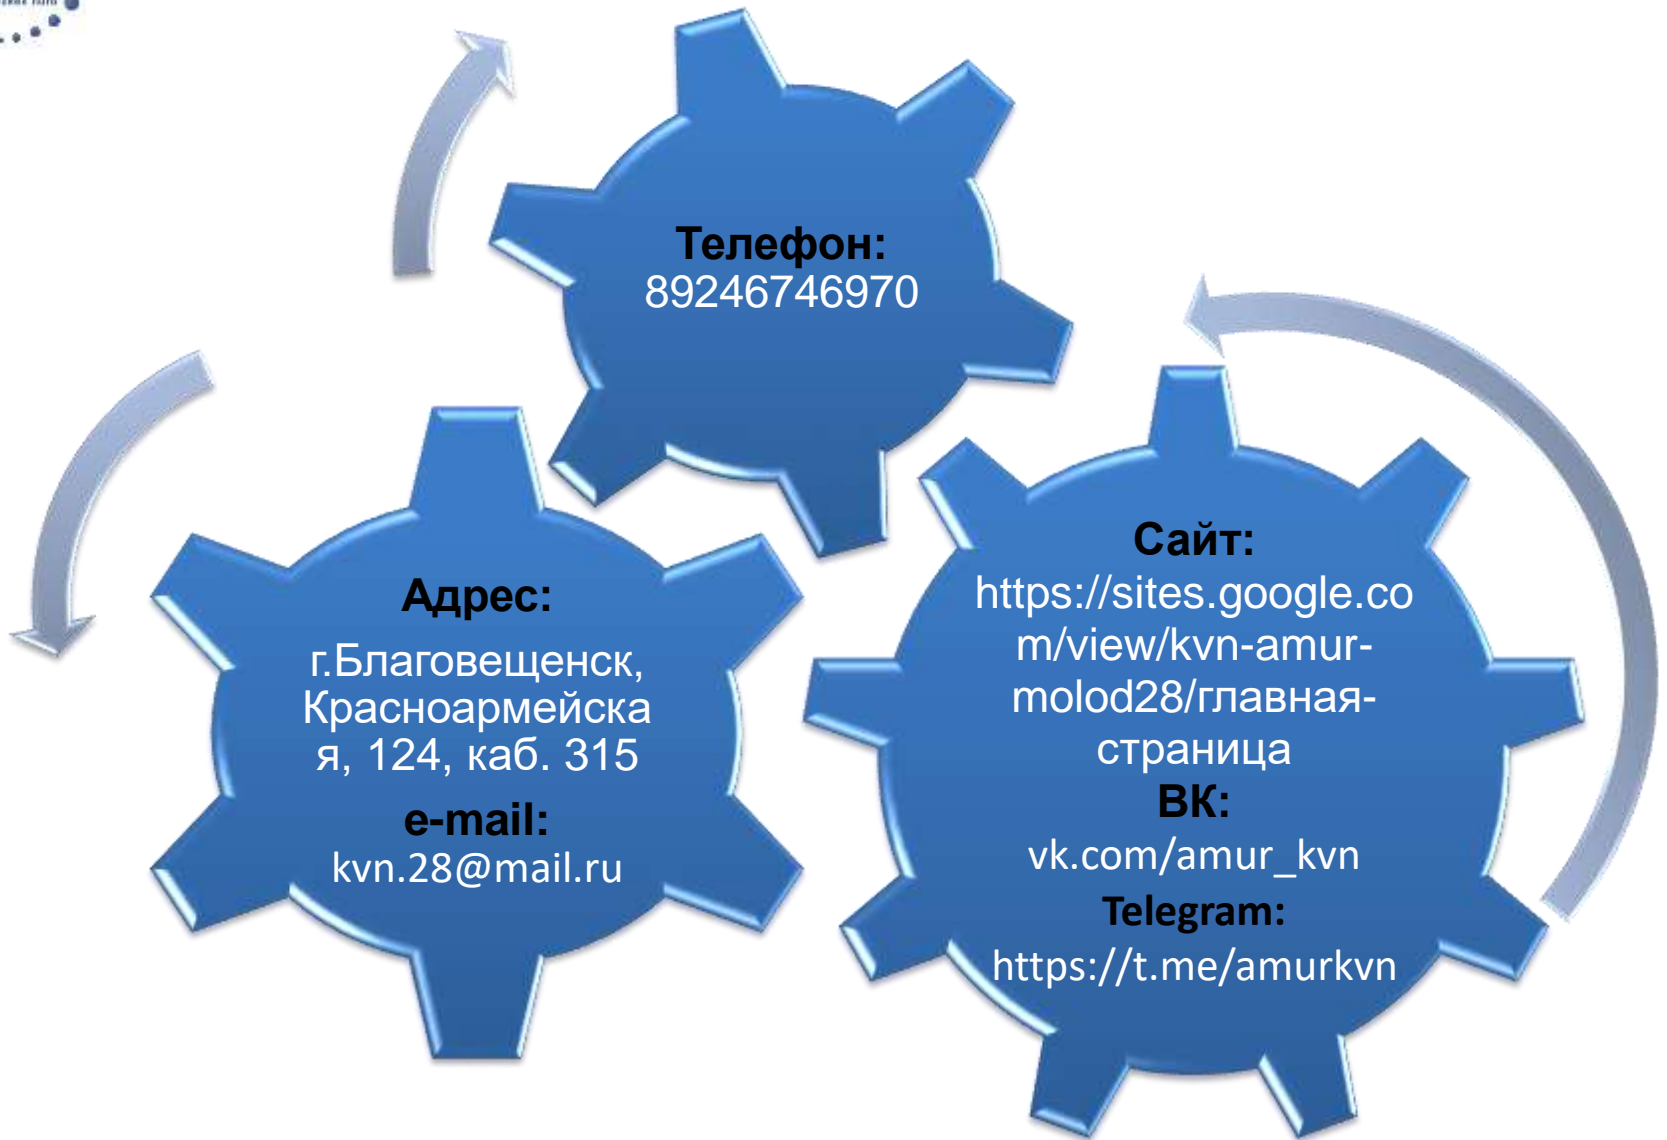 Телефон:
89246746970
Адрес:
г.Благовещенск,
Красноармейска
я, 124, каб. 315
e-mail:
kvn.28@mail.ru
Сайт:
https://sites.google.co
m/view/kvn-amur-
molod28/главная-
страница
ВК:
vk.com/amur_kvn
Telegram:
https://t.me/amurkvn